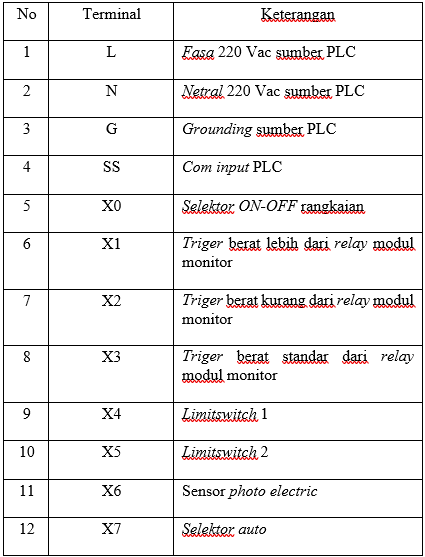 No Terminal Keterangan
1 L Fasa 220 Vac sumber PLC
2 N Netral 220 Vac sumber PLC
3 G Grounding sumber PLC
4 SS Com input PLC
5 X0 Selektor ON-OFF rangkaian
6 X1 Triger berat lebih dari relay modul
monitor
7 X2 Triger berat kurang dari relay modul
monitor
8 X3 Triger berat standar dari relay
modul monitor
9 X4 Limitswitch 1
10 X5 Limitswitch 2
11 X6 Sensor photo electric
12 X7 Selektor auto